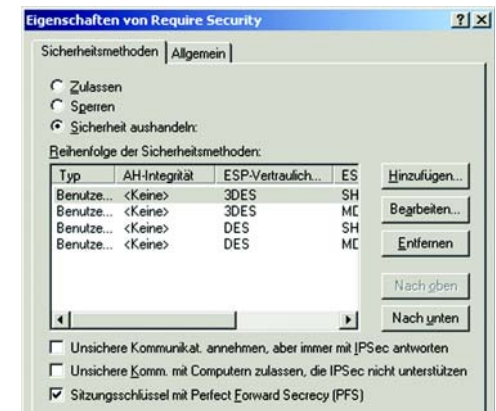 Eigenschaften von Require Security
Sicherheitsmethoden Allgemein
Zulassen
Sperren
Sicherheit aushandeln:
Reihenfolge der Sicherheitsmethoden:
Typ AH-Integrität ESP-Vertraulich... ES
Benutze... <Keine> 3DES SH
Benutze... <Keine> 3DES MD
Benutze... <Keine> DES SH
Benutze... <Keine> DES MD
Hinzufügen...
Bearbeiten...
Entfernen
Nach oben
Nach unten
Unsichere Kommunikat. annehmen, aber immer mit IPSec antworten
Unsichere Komm. mit Computern zulassen, die IPSec nicht unterstützen
Sitzungsschlüssel mit Perfect Forward Secrecy (PFS)